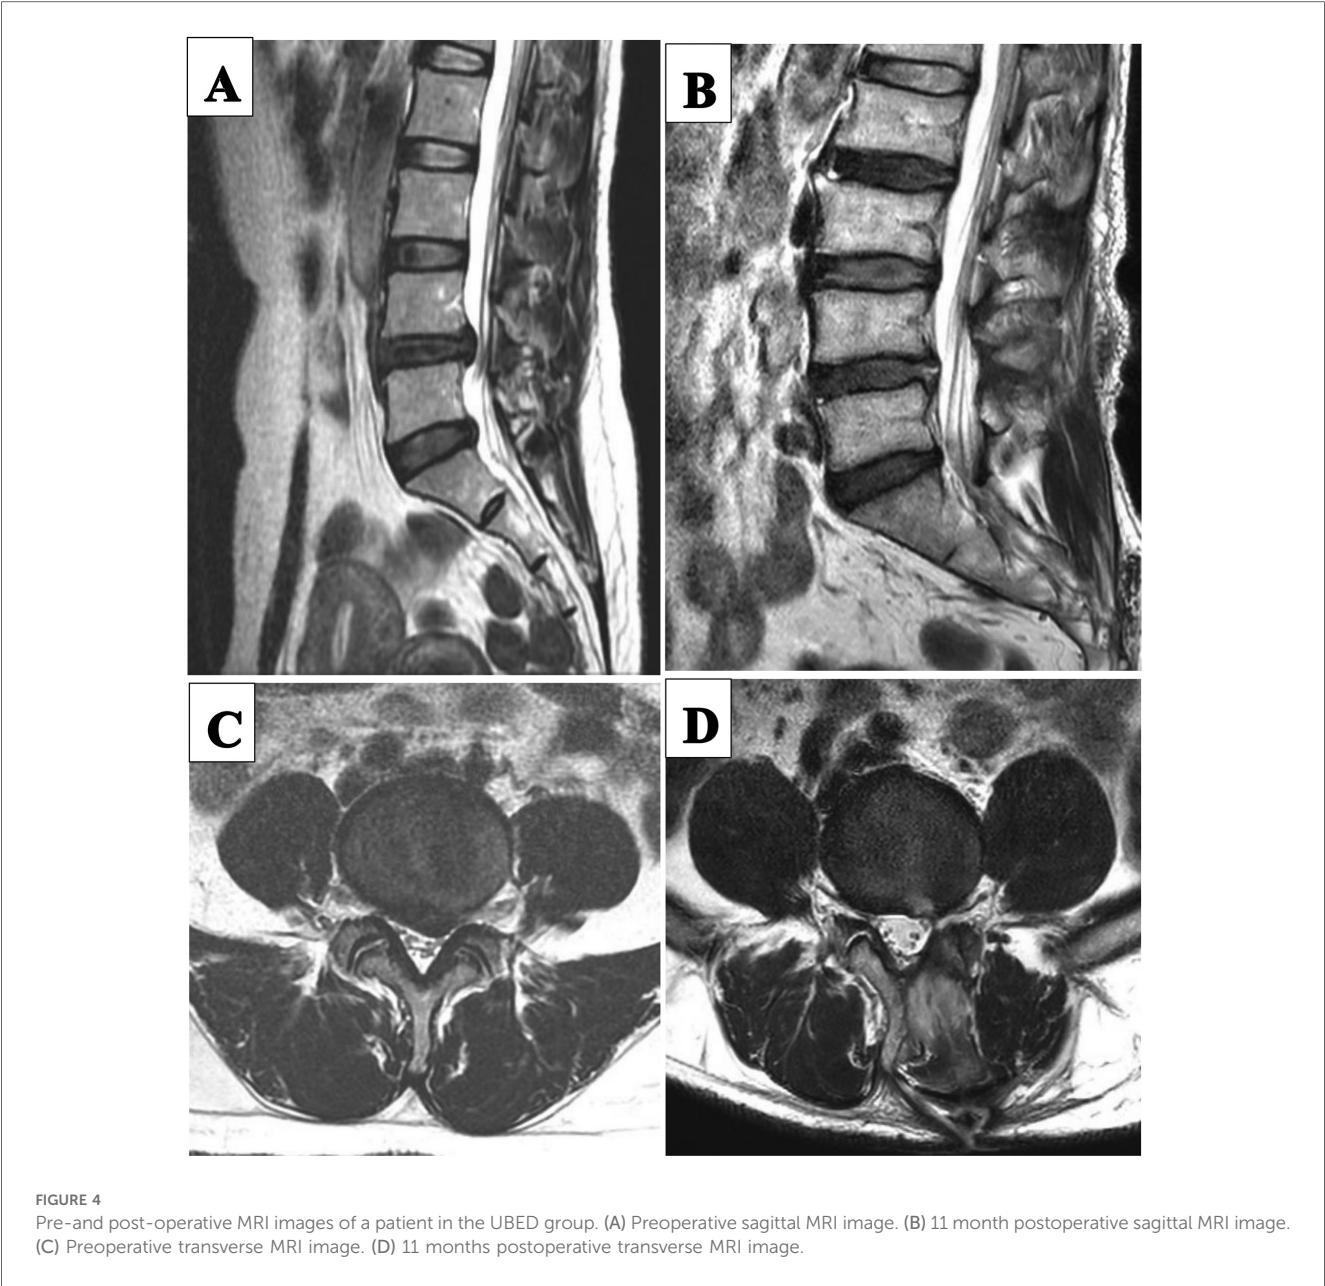 A
B
C
D
FIGURE 4
Pre-and post-operative MRI images of a patient in the UBED group. (A) Preoperative sagittal MRI image. (B) 11 month postoperative sagittal MRI image.
(C) Preoperative transverse MRI image. (D) 11 months postoperative transverse MRI image.